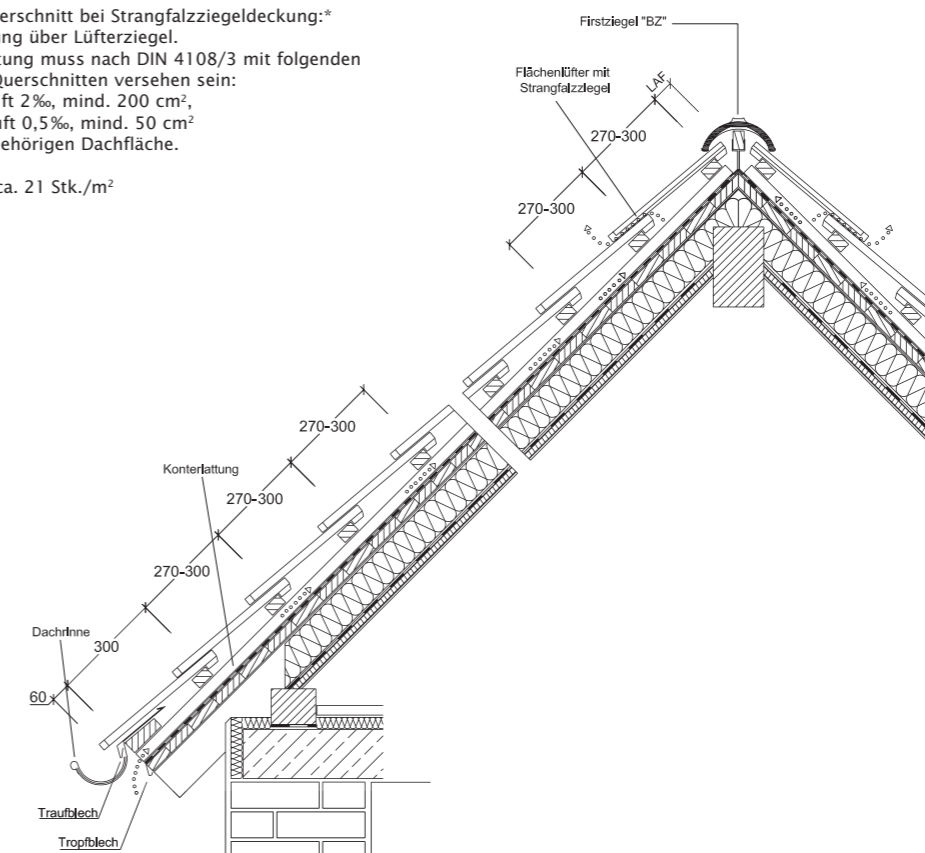 erschnitt bei Strangfalzziegeldeckung:*
ng über Lüfterziegel.
tung muss nach DIN 4108/3 mit folgenden
Querschnitten versehen sein:
ft 2‰, mind. 200 cm²,
uft 0,5‰, mind. 50 cm²
ehörigen Dachfläche.
ca. 21 Stk./m²
Firstziegel "BZ"
Flächenlüfter mit
Strangfalzziegel
LAF
270-300
270-300
270-300
Konterlattung
270-300
270-300
Dachrinne
300
60
Traufblech
Tropfblech